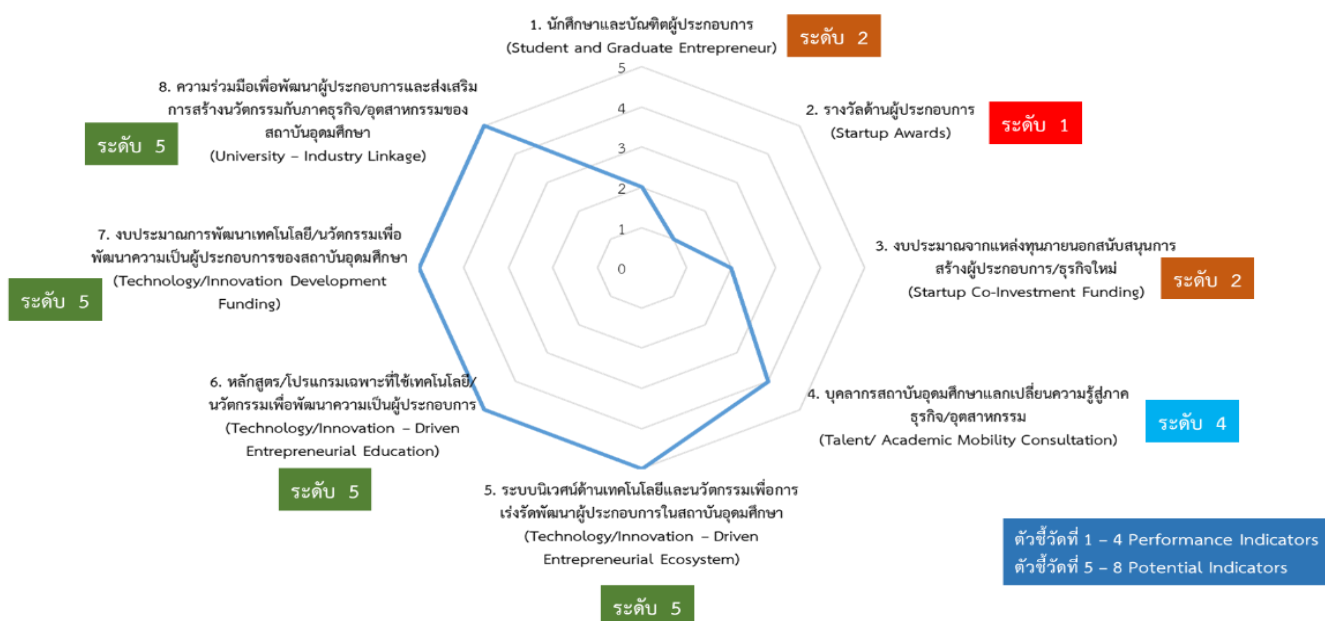 1. นักศึกษาและบัณฑิตผู้ประกอบการ
(Student and Graduate Entrepreneur)
ระดับ 2
2. รางวัลด้านผู้ประกอบการ
(Startup Awards)
ระดับ 1
3. งบประมาณจากแหล่งทุนภายนอกสนับสนุนการ
สร้างผู้ประกอบการ/ธุรกิจใหม่
(Startup Co-Investment Funding)
ระดับ 2
4. บุคลากรสถาบันอุดมศึกษาแลกเปลี่ยนความรู้สู่ภาค
ธุรกิจ/อุตสาหกรรม
(Talent/ Academic Mobility Consultation)
ระดับ 4
5. ระบบนิเวศน์ด้านเทคโนโลยีและนวัตกรรมเพื่อการ
เร่งรัดพัฒนาผู้ประกอบการในสถาบันอุดมศึกษา
(Technology/Innovation – Driven
Entrepreneurial Ecosystem)
ระดับ 5
6. หลักสูตร/โปรแกรมเฉพาะที่ใช้เทคโนโลยี/
นวัตกรรมเพื่อพัฒนาความเป็นผู้ประกอบการ
(Technology/Innovation – Driven
Entrepreneurial Education)
ระดับ 5
7. งบประมาณการพัฒนาเทคโนโลยี/นวัตกรรมเพื่อ
พัฒนาความเป็นผู้ประกอบการของสถาบันอุดมศึกษา
(Technology/Innovation Development
Funding)
ระดับ 5
8. ความร่วมมือเพื่อพัฒนาผู้ประกอบการและส่งเสริม
การสร้างนวัตกรรมกับภาคธุรกิจ/อุตสาหกรรมของ
สถาบันอุดมศึกษา
(University – Industry Linkage)
ระดับ 5
5
4
3
2
1
0
ตัวชี้วัดที่ 1 – 4 Performance Indicators
ตัวชี้วัดที่ 5 – 8 Potential Indicators